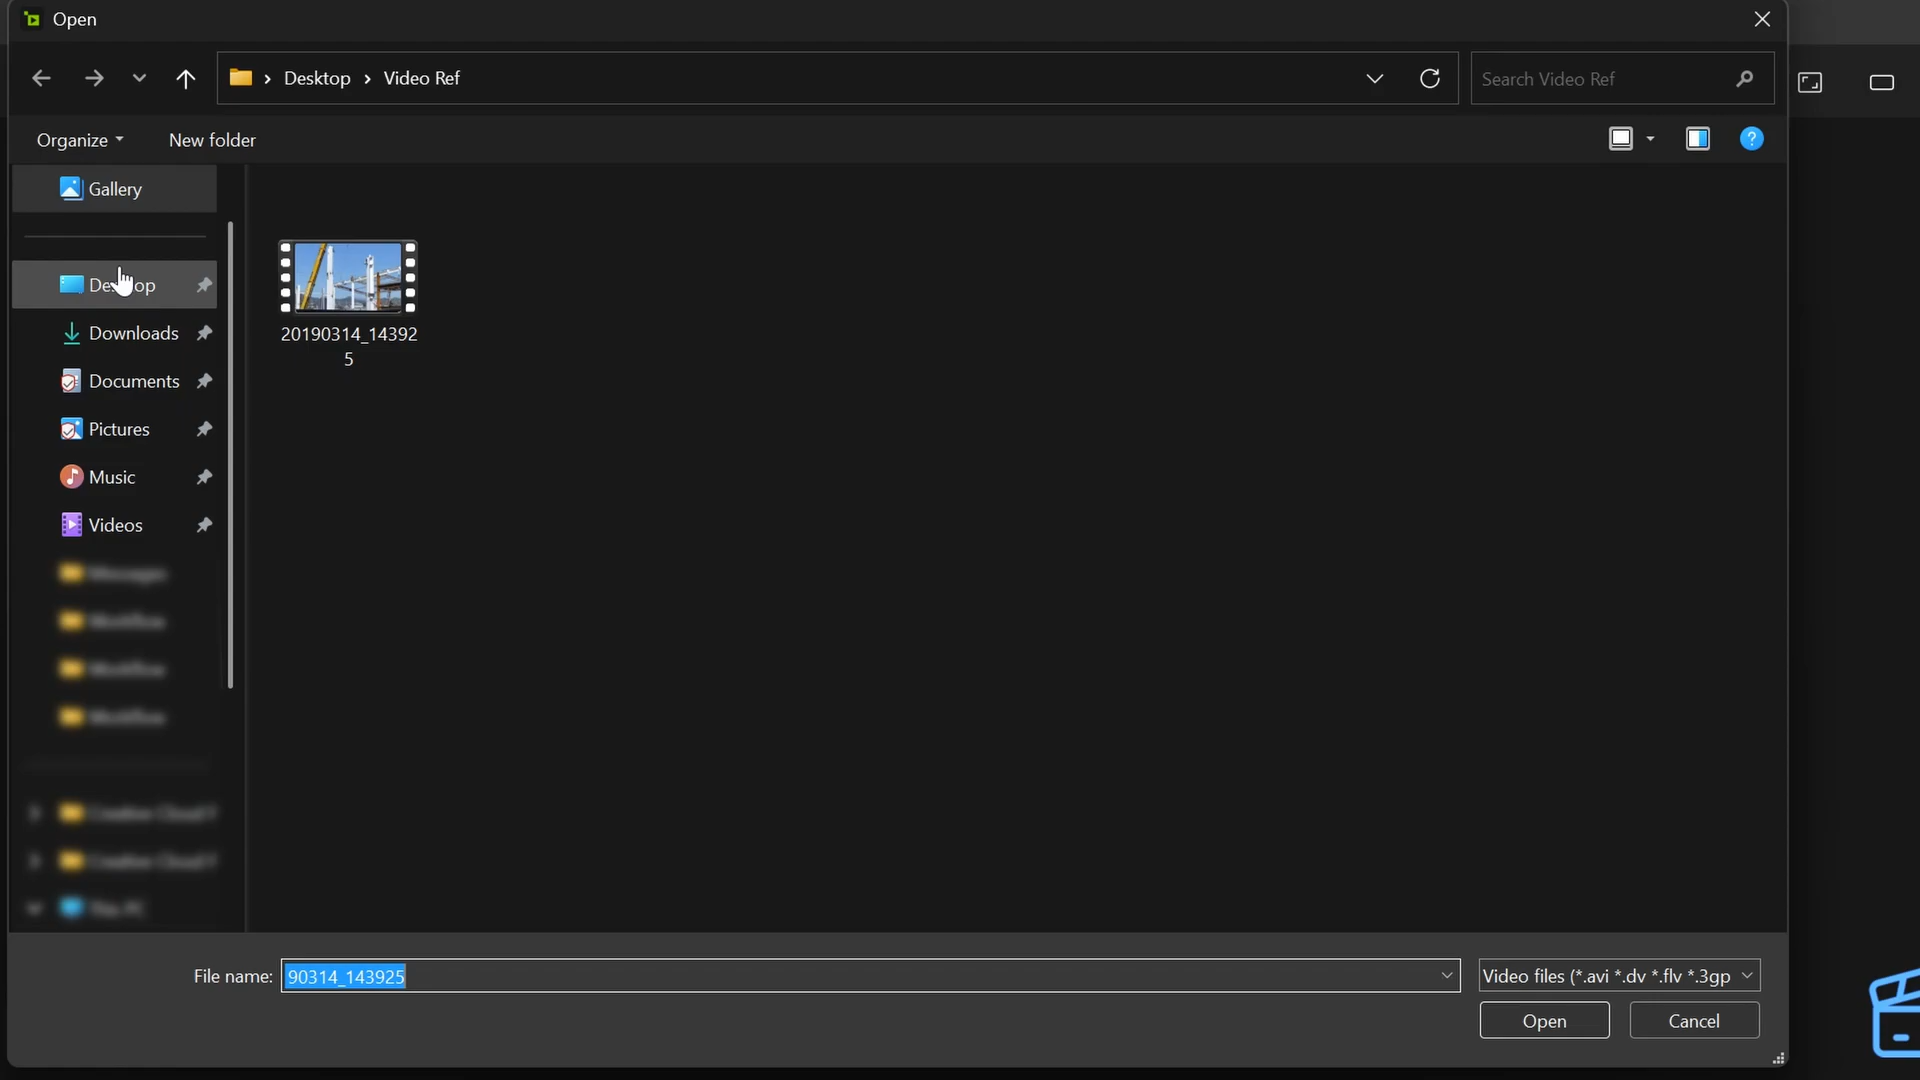 Open
Desktop
Video Ref
Search Video Ref
Organize
New folder
Gallery
Desktop
Downloads
Documents
Pictures
Music
Videos
20190314_14392
5
File name:
90314_143925
Video files (*.avi *.dv *.flv *.3gp
Open
Cancel